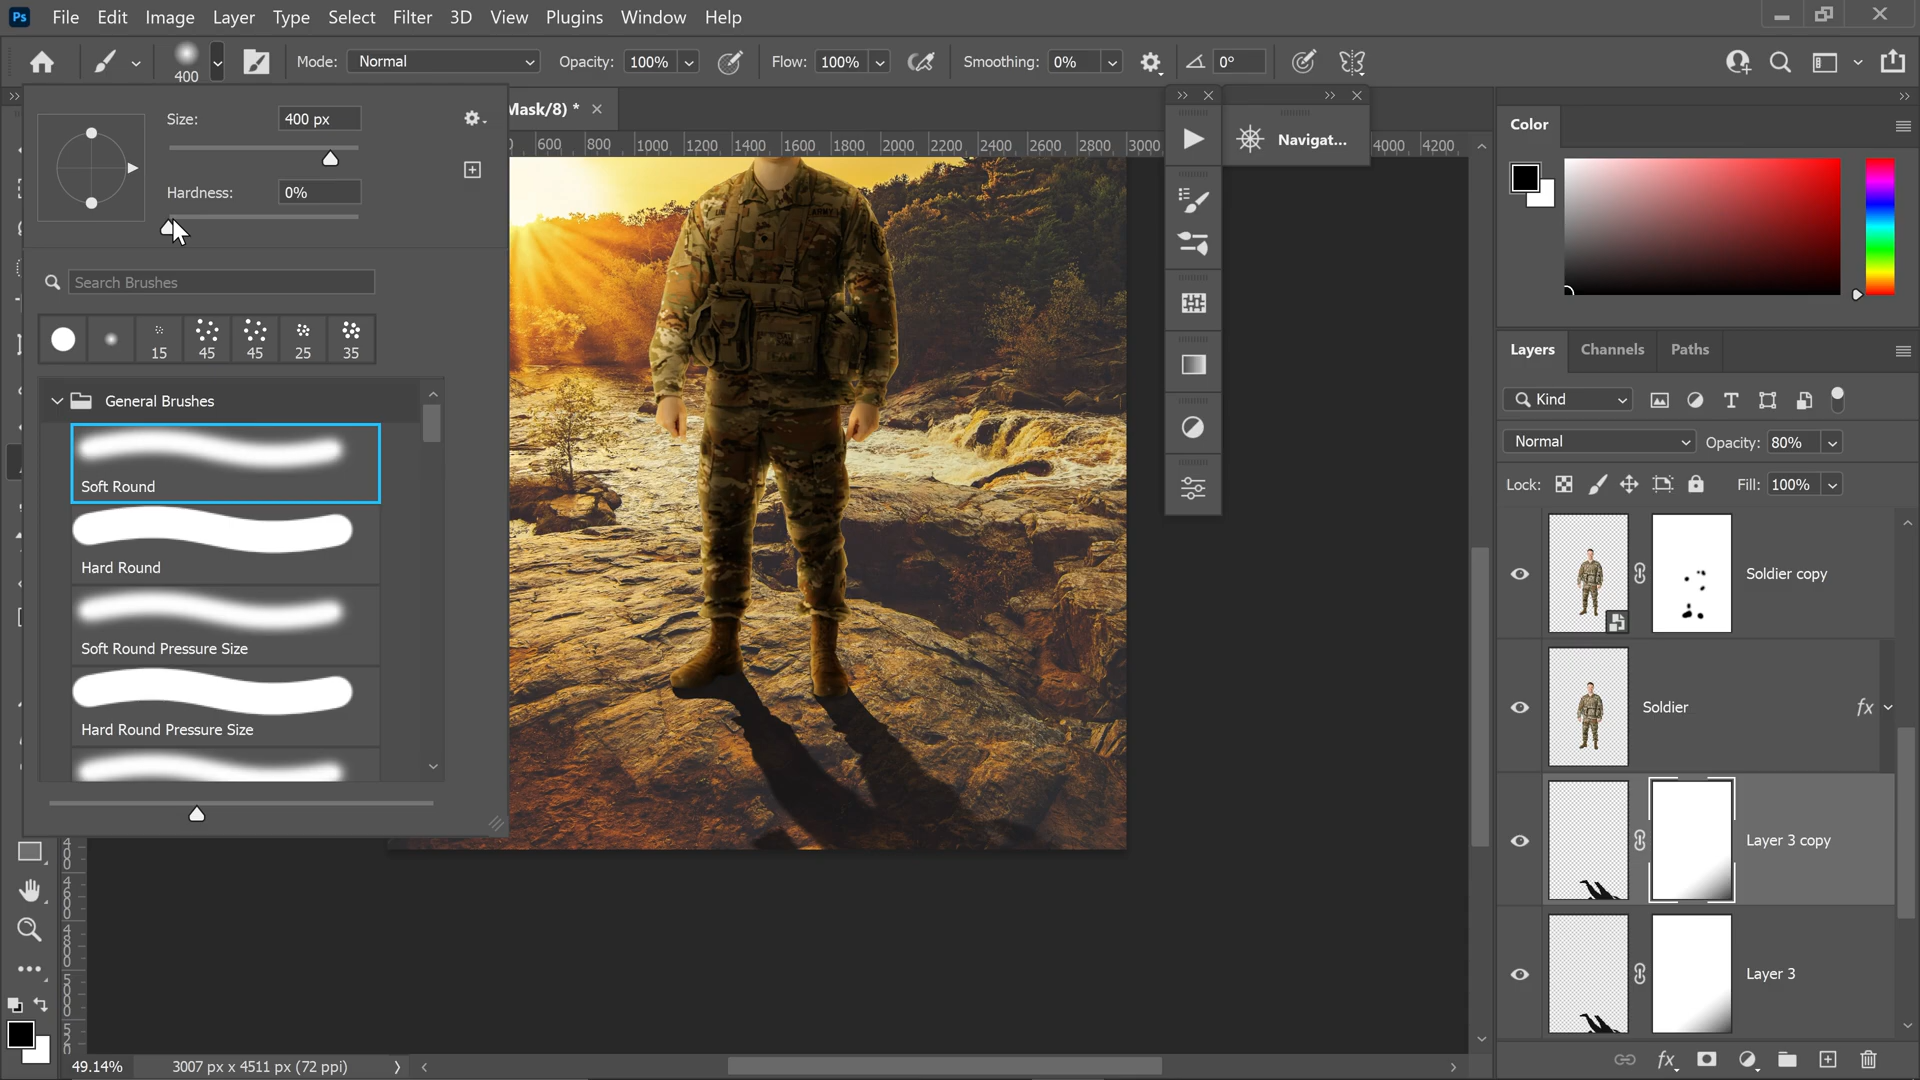 Ps File Edit Image Layer Type Select Filter 3D View Plugins Window Help
400 Mode: Normal Opacity: 100% Flow: 100% Smoothing: 0% 0°
Mask/8) *
Size: 400 px
Hardness: 0%
Search Brushes
15 45 45 25 35
General Brushes
Soft Round
Hard Round
Soft Round Pressure Size
Hard Round Pressure Size
600 800 1000 1200 1400 1600 1800 2000 2200 2400 2600 2800 3000 4000 4200
Navigat...
ARMY
Color
Layers Channels Paths
Kind
Normal Opacity: 80%
Lock: Fill: 100%
Soldier copy
Soldier fx
Layer 3 copy
Layer 3
fx
49.14% 3007 px x 4511 px (72 ppi)